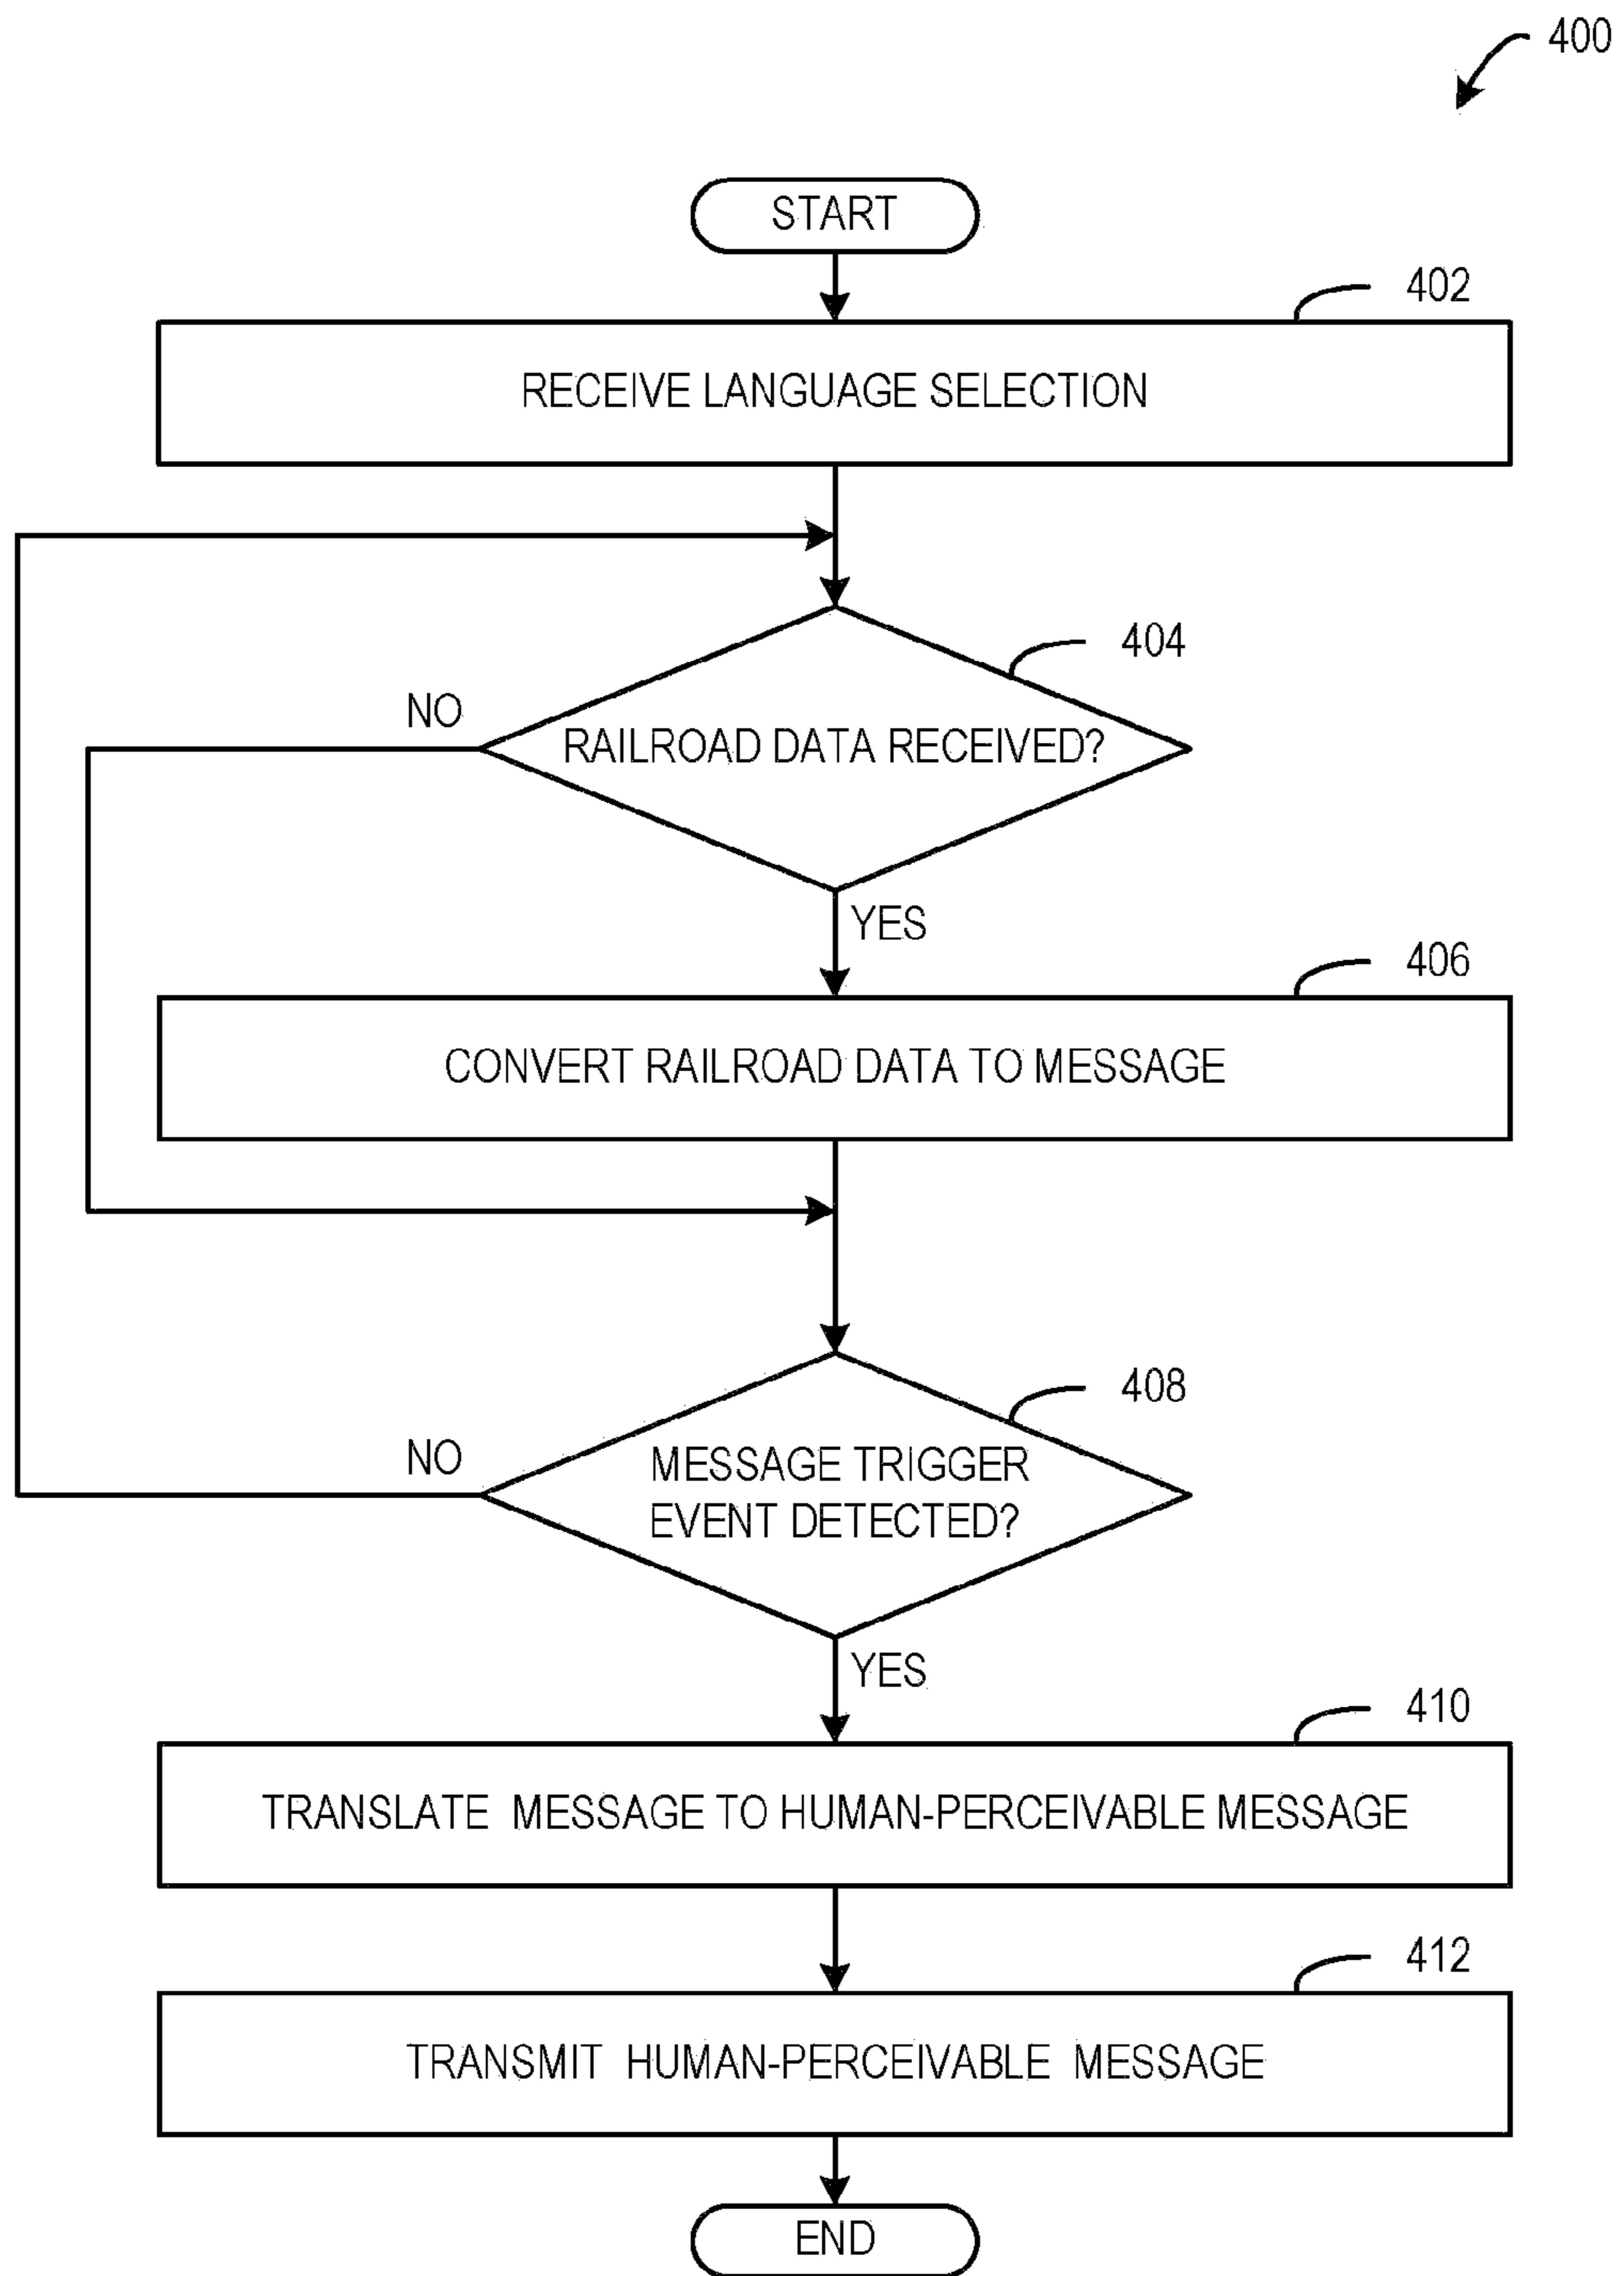 400
START
402
RECEIVE LANGUAGE SELECTION
404
NO
RAILROAD DATA RECEIVED?
YES
406
CONVERT RAILROAD DATA TO MESSAGE
408
NO
MESSAGE TRIGGER
EVENT DETECTED?
YES
410
TRANSLATE MESSAGE TO HUMAN-PERCEIVABLE MESSAGE
412
TRANSMIT HUMAN-PERCEIVABLE MESSAGE
END